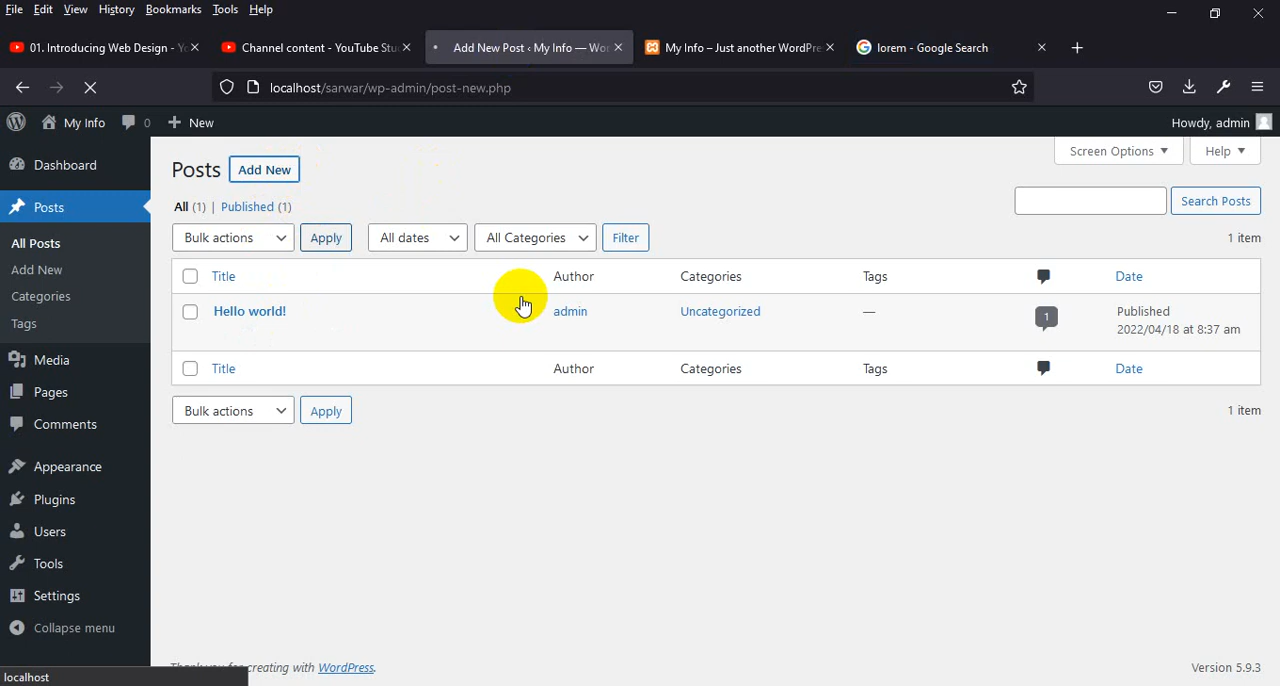 File Edit View History Bookmarks Tools Help
01. Introducing Web Design - Yo
Channel content - YouTube Stu
Add New Post ‹ My Info — Wor
My Info – Just another WordPre
lorem - Google Search
localhost/sarwar/wp-admin/post-new.php
My Info 0 New Howdy, admin
Dashboard
Posts
All Posts
Add New
Categories
Tags
Media
Pages
Comments
Appearance
Plugins
Users
Tools
Settings
Collapse menu
Screen Options Help
Posts Add New
All (1) | Published (1)
Search Posts
Bulk actions Apply All dates All Categories Filter 1 item
Title Author Categories Tags Date
Hello world! admin Uncategorized — 1 Published
2022/04/18 at 8:37 am
Title Author Categories Tags Date
Bulk actions Apply 1 item
creating with WordPress. Version 5.9.3
localhost